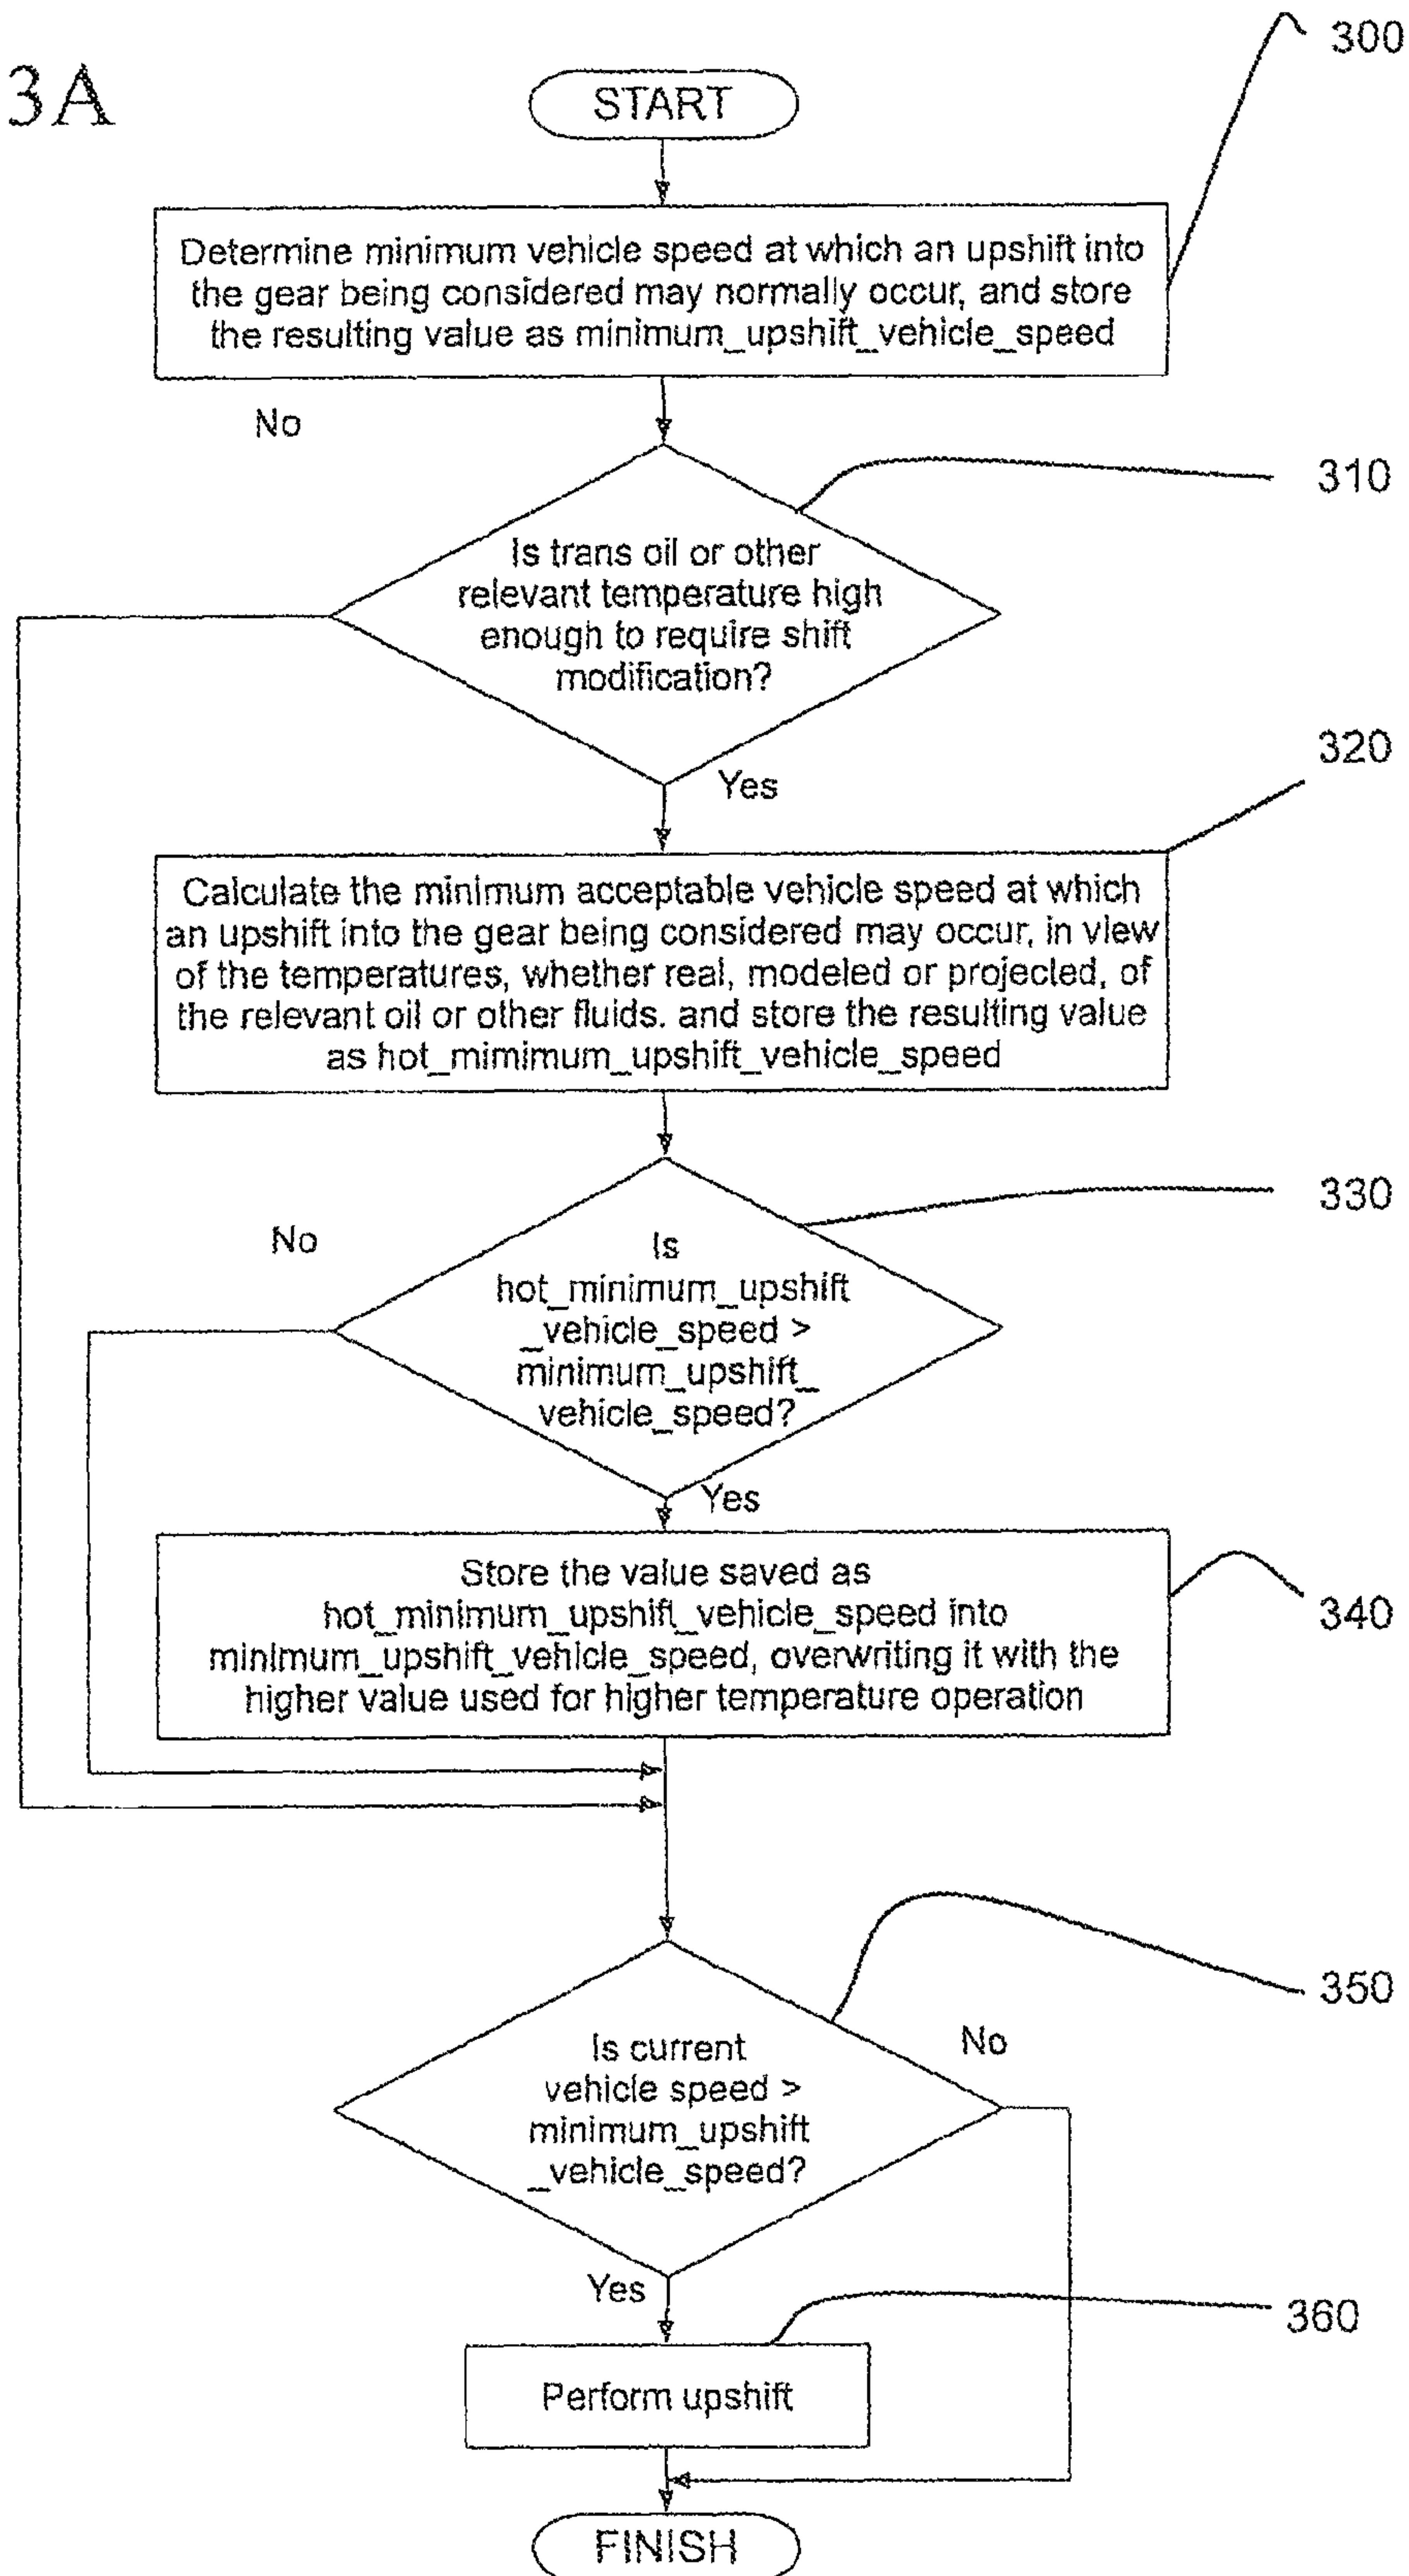 300
3A
START
Determine minimum vehicle speed at which an upshift into
the gear being considered may normally occur, and store
the resulting value as minimum_upshift_vehicle_speed
No
310
Is trans oil or other
relevant temperature high
enough to require shift
modification?
320
Yes
Calculate the minimum acceptable vehicle speed at which
an upshift into the gear being considered may occur, in view
of the temperatures, whether real, modeled or projected, of
the relevant oil or other fluids. and store the resulting value
as hot_mimimum_upshift_vehicle_speed
330
No
Is
hot_minimum_upshift
_vehicle_speed >
minimum_upshift_
vehicle_speed?
Yes
Store the value saved as
hot_minimum_upshift_vehicle_speed into
minimum_upshift_vehicle_speed, overwriting it with the
higher value used for higher temperature operation
340
350
No
Is current
vehicle speed >
minimum_upshift
_vehicle_speed?
Yes
360
Perform upshift
FINISH